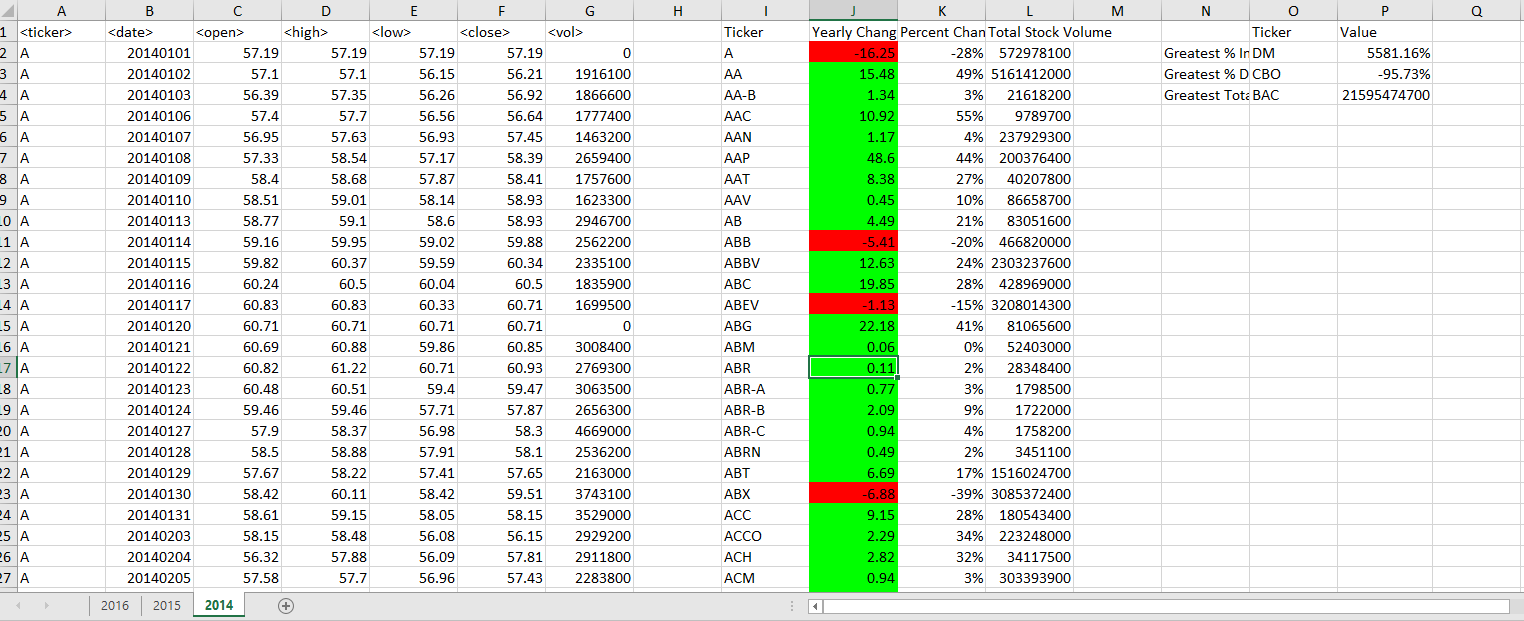 A B C D E F G H I J K L M N O P Q
1 <ticker> <date> <open> <high> <low> <close> <vol> Ticker Yearly Chang Percent Chan Total Stock Volume Ticker Value
2 A 20140101 57.19 57.19 57.19 57.19 0 A -16.25 -28% 572978100 Greatest % In DM 5581.16%
3 A 20140102 57.1 57.1 56.15 56.21 1916100 AA 15.48 49% 5161412000 Greatest % D CBO -95.73%
4 A 20140103 56.39 57.35 56.26 56.92 1866600 AA-B 1.34 3% 21618200 Greatest Tota BAC 21595474700
5 A 20140106 57.4 57.7 56.56 56.64 1777400 AAC 10.92 55% 9789700
6 A 20140107 56.95 57.63 56.93 57.45 1463200 AAN 1.17 4% 237929300
7 A 20140108 57.33 58.54 57.17 58.39 2659400 AAP 48.6 44% 200376400
8 A 20140109 58.4 58.68 57.87 58.41 1757600 AAT 8.38 27% 40207800
9 A 20140110 58.51 59.01 58.14 58.93 1623300 AAV 0.45 10% 86658700
10 A 20140113 58.77 59.1 58.6 58.93 2946700 AB 4.49 21% 83051600
11 A 20140114 59.16 59.95 59.02 59.88 2562200 ABB -5.41 -20% 466820000
12 A 20140115 59.82 60.37 59.59 60.34 2335100 ABBV 12.63 24% 2303237600
13 A 20140116 60.24 60.5 60.04 60.5 1835900 ABC 19.85 28% 428969000
14 A 20140117 60.83 60.83 60.33 60.71 1699500 ABEV -1.13 -15% 3208014300
15 A 20140120 60.71 60.71 60.71 60.71 0 ABG 22.18 41% 81065600
16 A 20140121 60.69 60.88 59.86 60.85 3008400 ABM 0.06 0% 52403000
17 A 20140122 60.82 61.22 60.71 60.93 2769300 ABR 0.11 2% 28348400
18 A 20140123 60.48 60.51 59.4 59.47 3063500 ABR-A 0.77 3% 1798500
19 A 20140124 59.46 59.46 57.71 57.87 2656300 ABR-B 2.09 9% 1722000
20 A 20140127 57.9 58.37 56.98 58.3 4669000 ABR-C 0.94 4% 1758200
21 A 20140128 58.5 58.88 57.91 58.1 2536200 ABRN 0.49 2% 3451100
22 A 20140129 57.67 58.22 57.41 57.65 2163000 ABT 6.69 17% 1516024700
23 A 20140130 58.42 60.11 58.42 59.51 3743100 ABX -6.88 -39% 3085372400
24 A 20140131 58.61 59.15 58.05 58.15 3529000 ACC 9.15 28% 180543400
25 A 20140203 58.15 58.48 56.08 56.15 2929200 ACCO 2.29 34% 223248000
26 A 20140204 56.32 57.88 56.09 57.81 2911800 ACH 2.82 32% 34117500
27 A 20140205 57.58 57.7 56.96 57.43 2283800 ACM 0.94 3% 303393900
2016 2015 2014